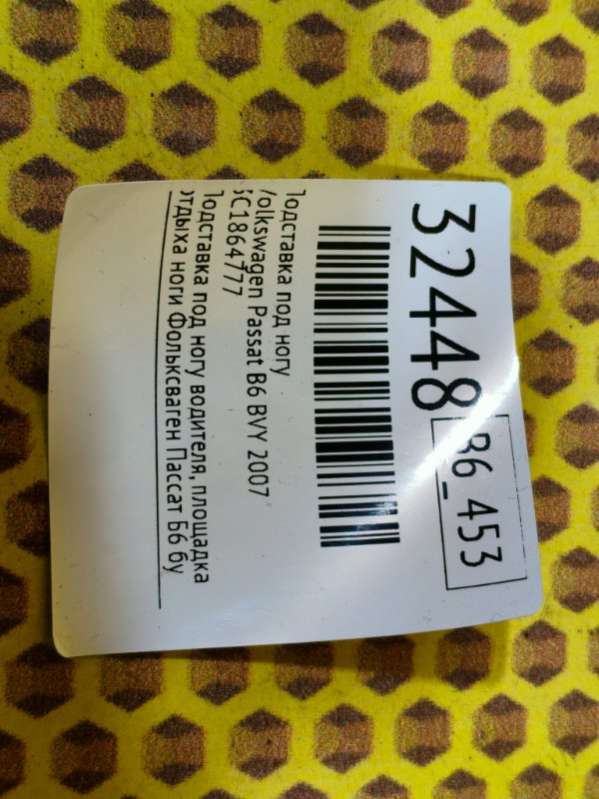 32448
B6_453
Подставка под ногу
Volkswagen Passat B6 BVY 2007
5C1864777
Подставка под ногу водителя, площадка
отдыха ноги Фольксваген Пассат Б6 бу